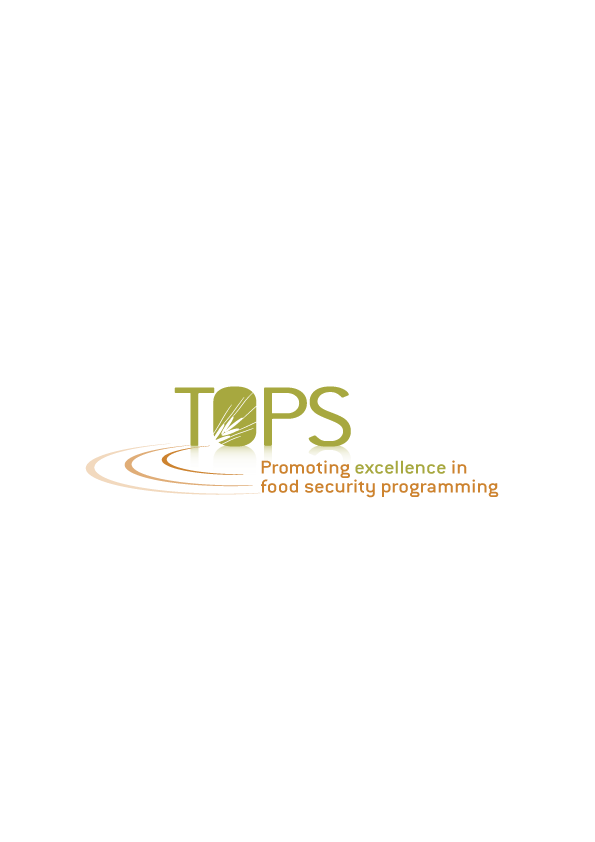 TOPS
Promoting excellence in
food security programming